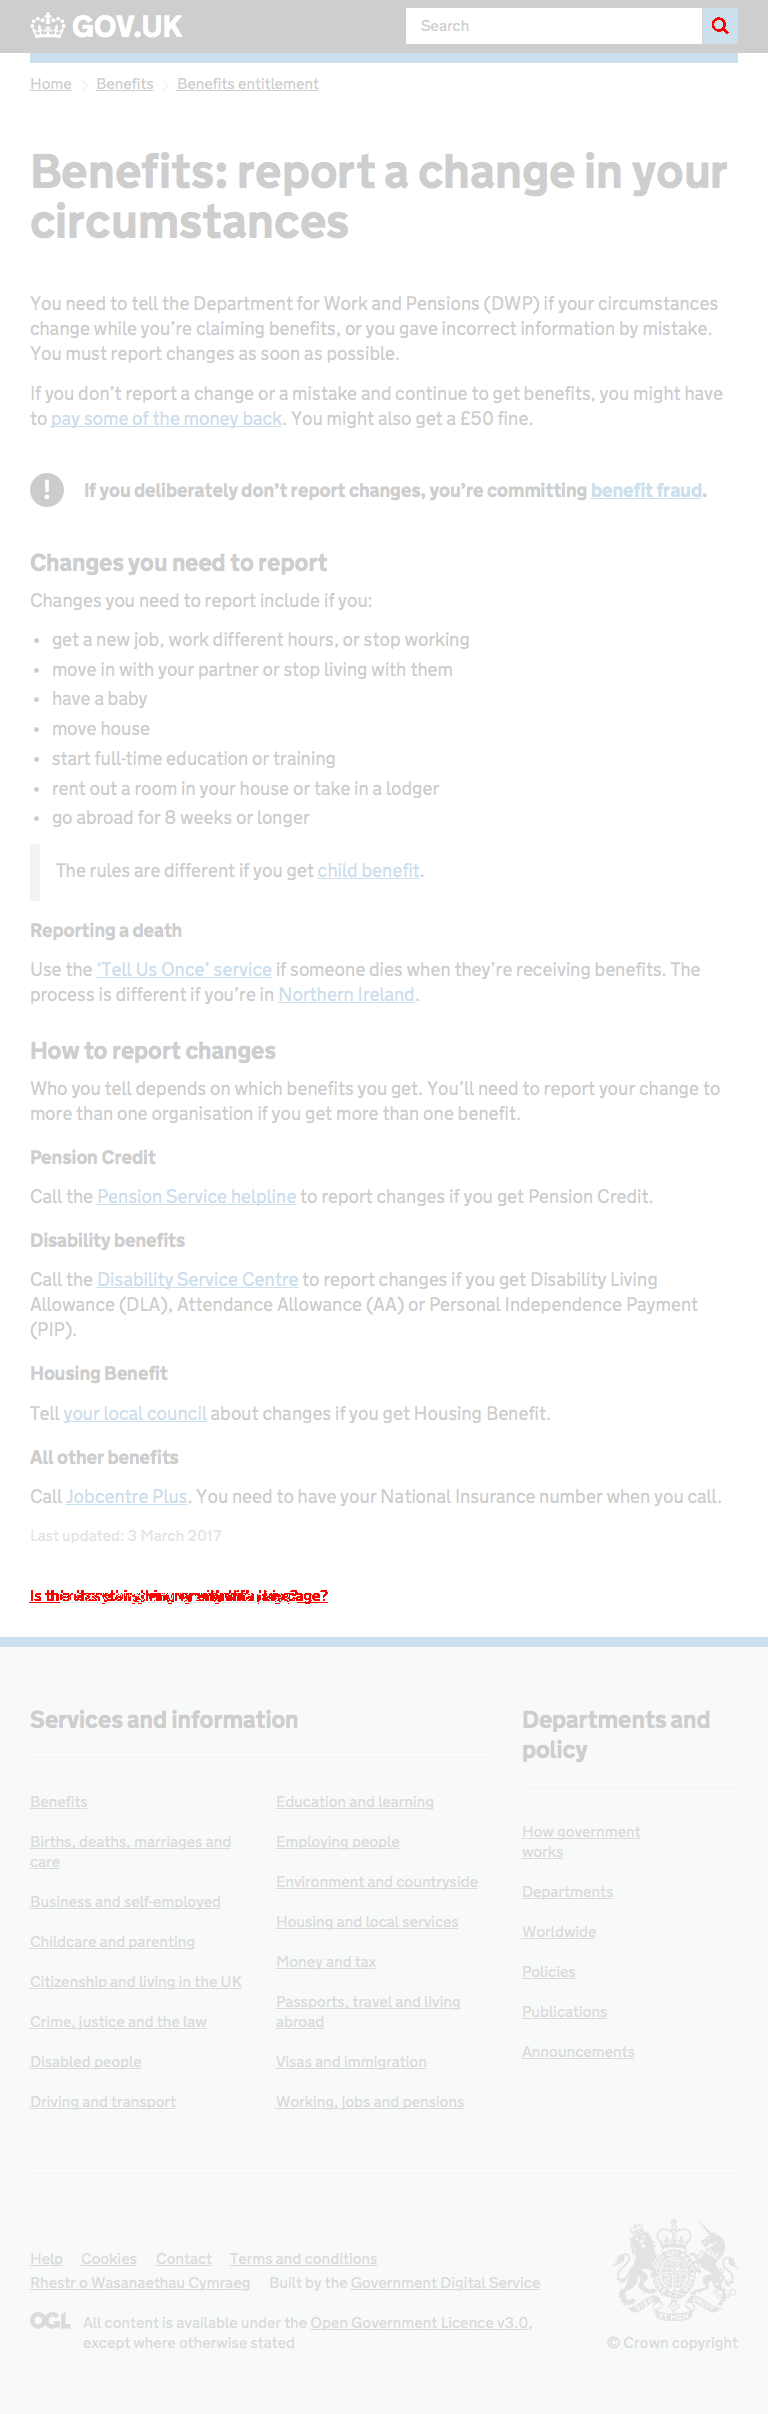 GOV.UK
Search
Home
Benefits
Benefits entitlement
Benefits: report a change in your
circumstances
You need to tell the Department for Work and Pensions (DWP) if your circumstances
change while you’re claiming benefits, or you gave incorrect information by mistake.
You must report changes as soon as possible.
If you don’t report a change or a mistake and continue to get benefits, you might have
to pay some of the money back. You might also get a £50 fine.
If you deliberately don’t report changes, you’re committing benefit fraud.
Changes you need to report
Changes you need to report include if you:
• get a new job, work different hours, or stop working
• move in with your partner or stop living with them
• have a baby
• move house
• start full-time education or training
• rent out a room in your house or take in a lodger
• go abroad for 8 weeks or longer
The rules are different if you get child benefit.
Reporting a death
Use the ‘Tell Us Once’ service if someone dies when they’re receiving benefits. The
process is different if you’re in Northern Ireland.
How to report changes
Who you tell depends on which benefits you get. You’ll need to report your change to
more than one organisation if you get more than one benefit.
Pension Credit
Call the Pension Service helpline to report changes if you get Pension Credit.
Disability benefits
Call the Disability Service Centre to report changes if you get Disability Living
Allowance (DLA), Attendance Allowance (AA) or Personal Independence Payment
(PIP).
Housing Benefit
Tell your local council about changes if you get Housing Benefit.
All other benefits
Call Jobcentre Plus. You need to have your National Insurance number when you call.
Last updated: 3 March 2017
Services and information
Benefits
Births, deaths, marriages and
care
Business and self-employed
Childcare and parenting
Citizenship and living in the UK
Crime, justice and the law
Disabled people
Driving and transport
Education and learning
Employing people
Environment and countryside
Housing and local services
Money and tax
Passports, travel and living
abroad
Visas and immigration
Working, jobs and pensions
Departments and
policy
How government
works
Departments
Worldwide
Policies
Publications
Announcements
Help Cookies Contact Terms and conditions
Rhestr o Wasanaethau Cymraeg Built by the Government Digital Service
OGL All content is available under the Open Government Licence v3.0,
except where otherwise stated
© Crown copyright